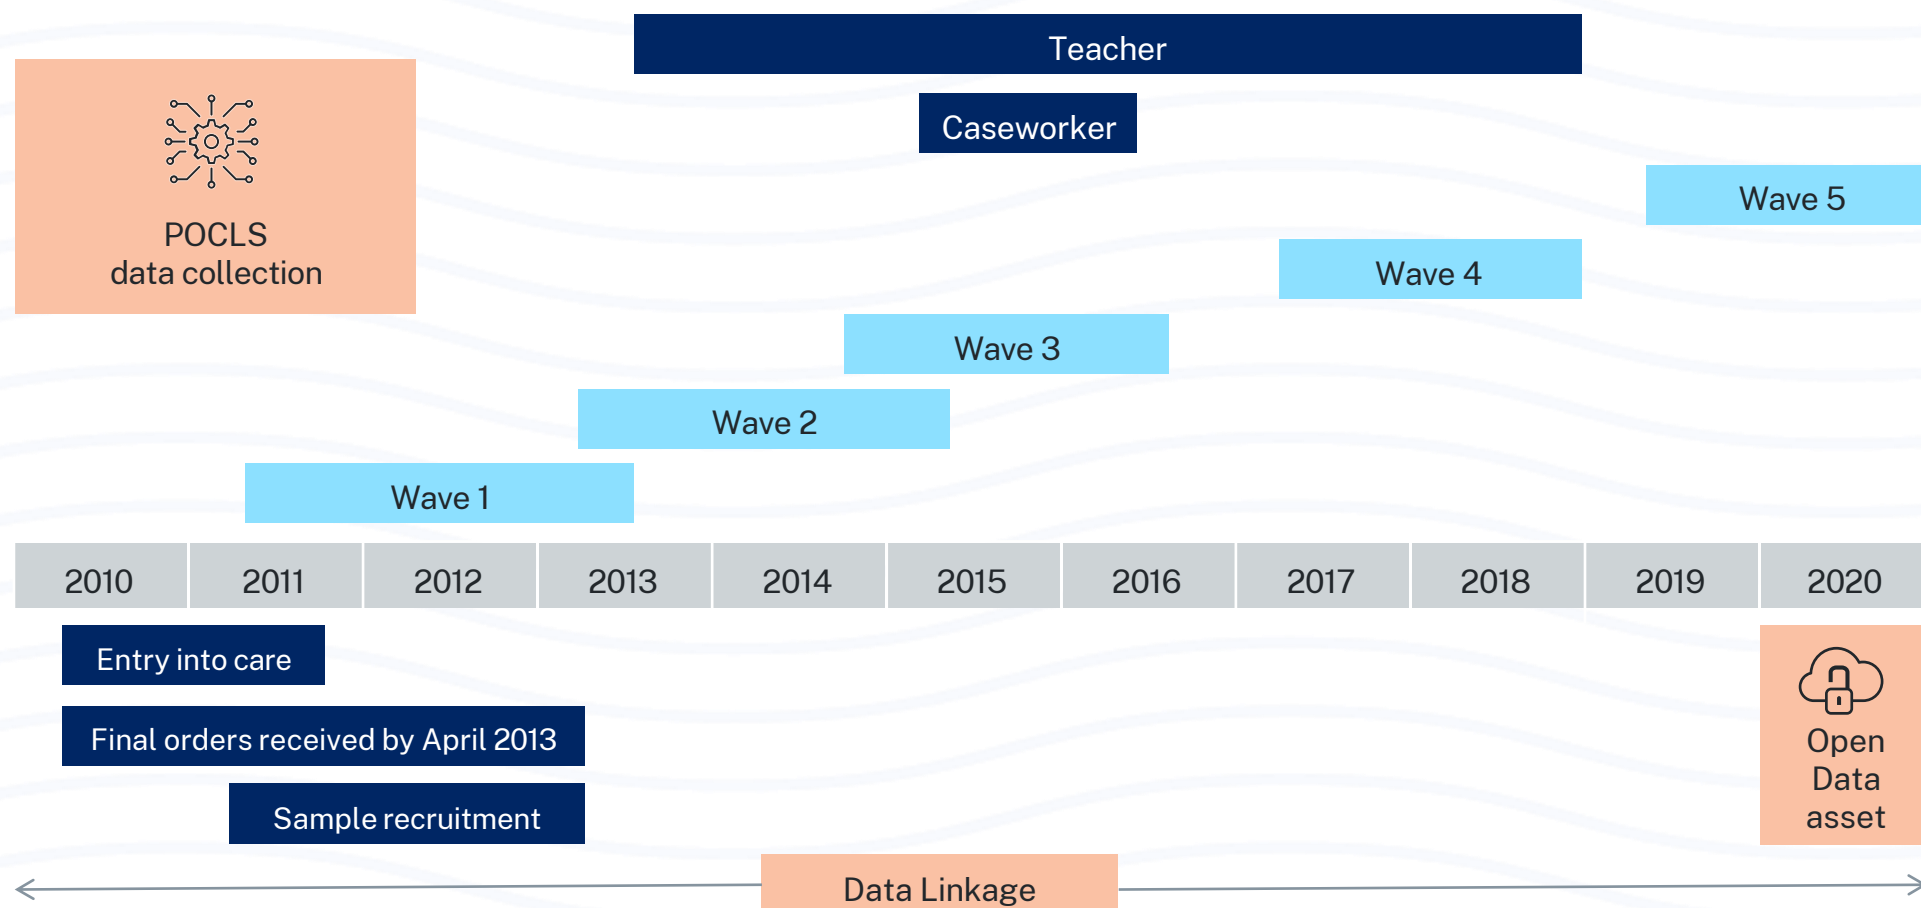 Teacher
Caseworker
POCLS
data collection
Wave 5
Wave 4
Wave 3
Wave 2
Wave 1
2010 2011 2012 2013 2014 2015 2016 2017 2018 2019 2020
Entry into care
Final orders received by April 2013
Sample recruitment
Open
Data
asset
Data Linkage